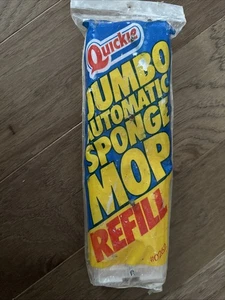 Quickie
JUMBO
AUTOMATIC
SPONGE
MOP
REFILL